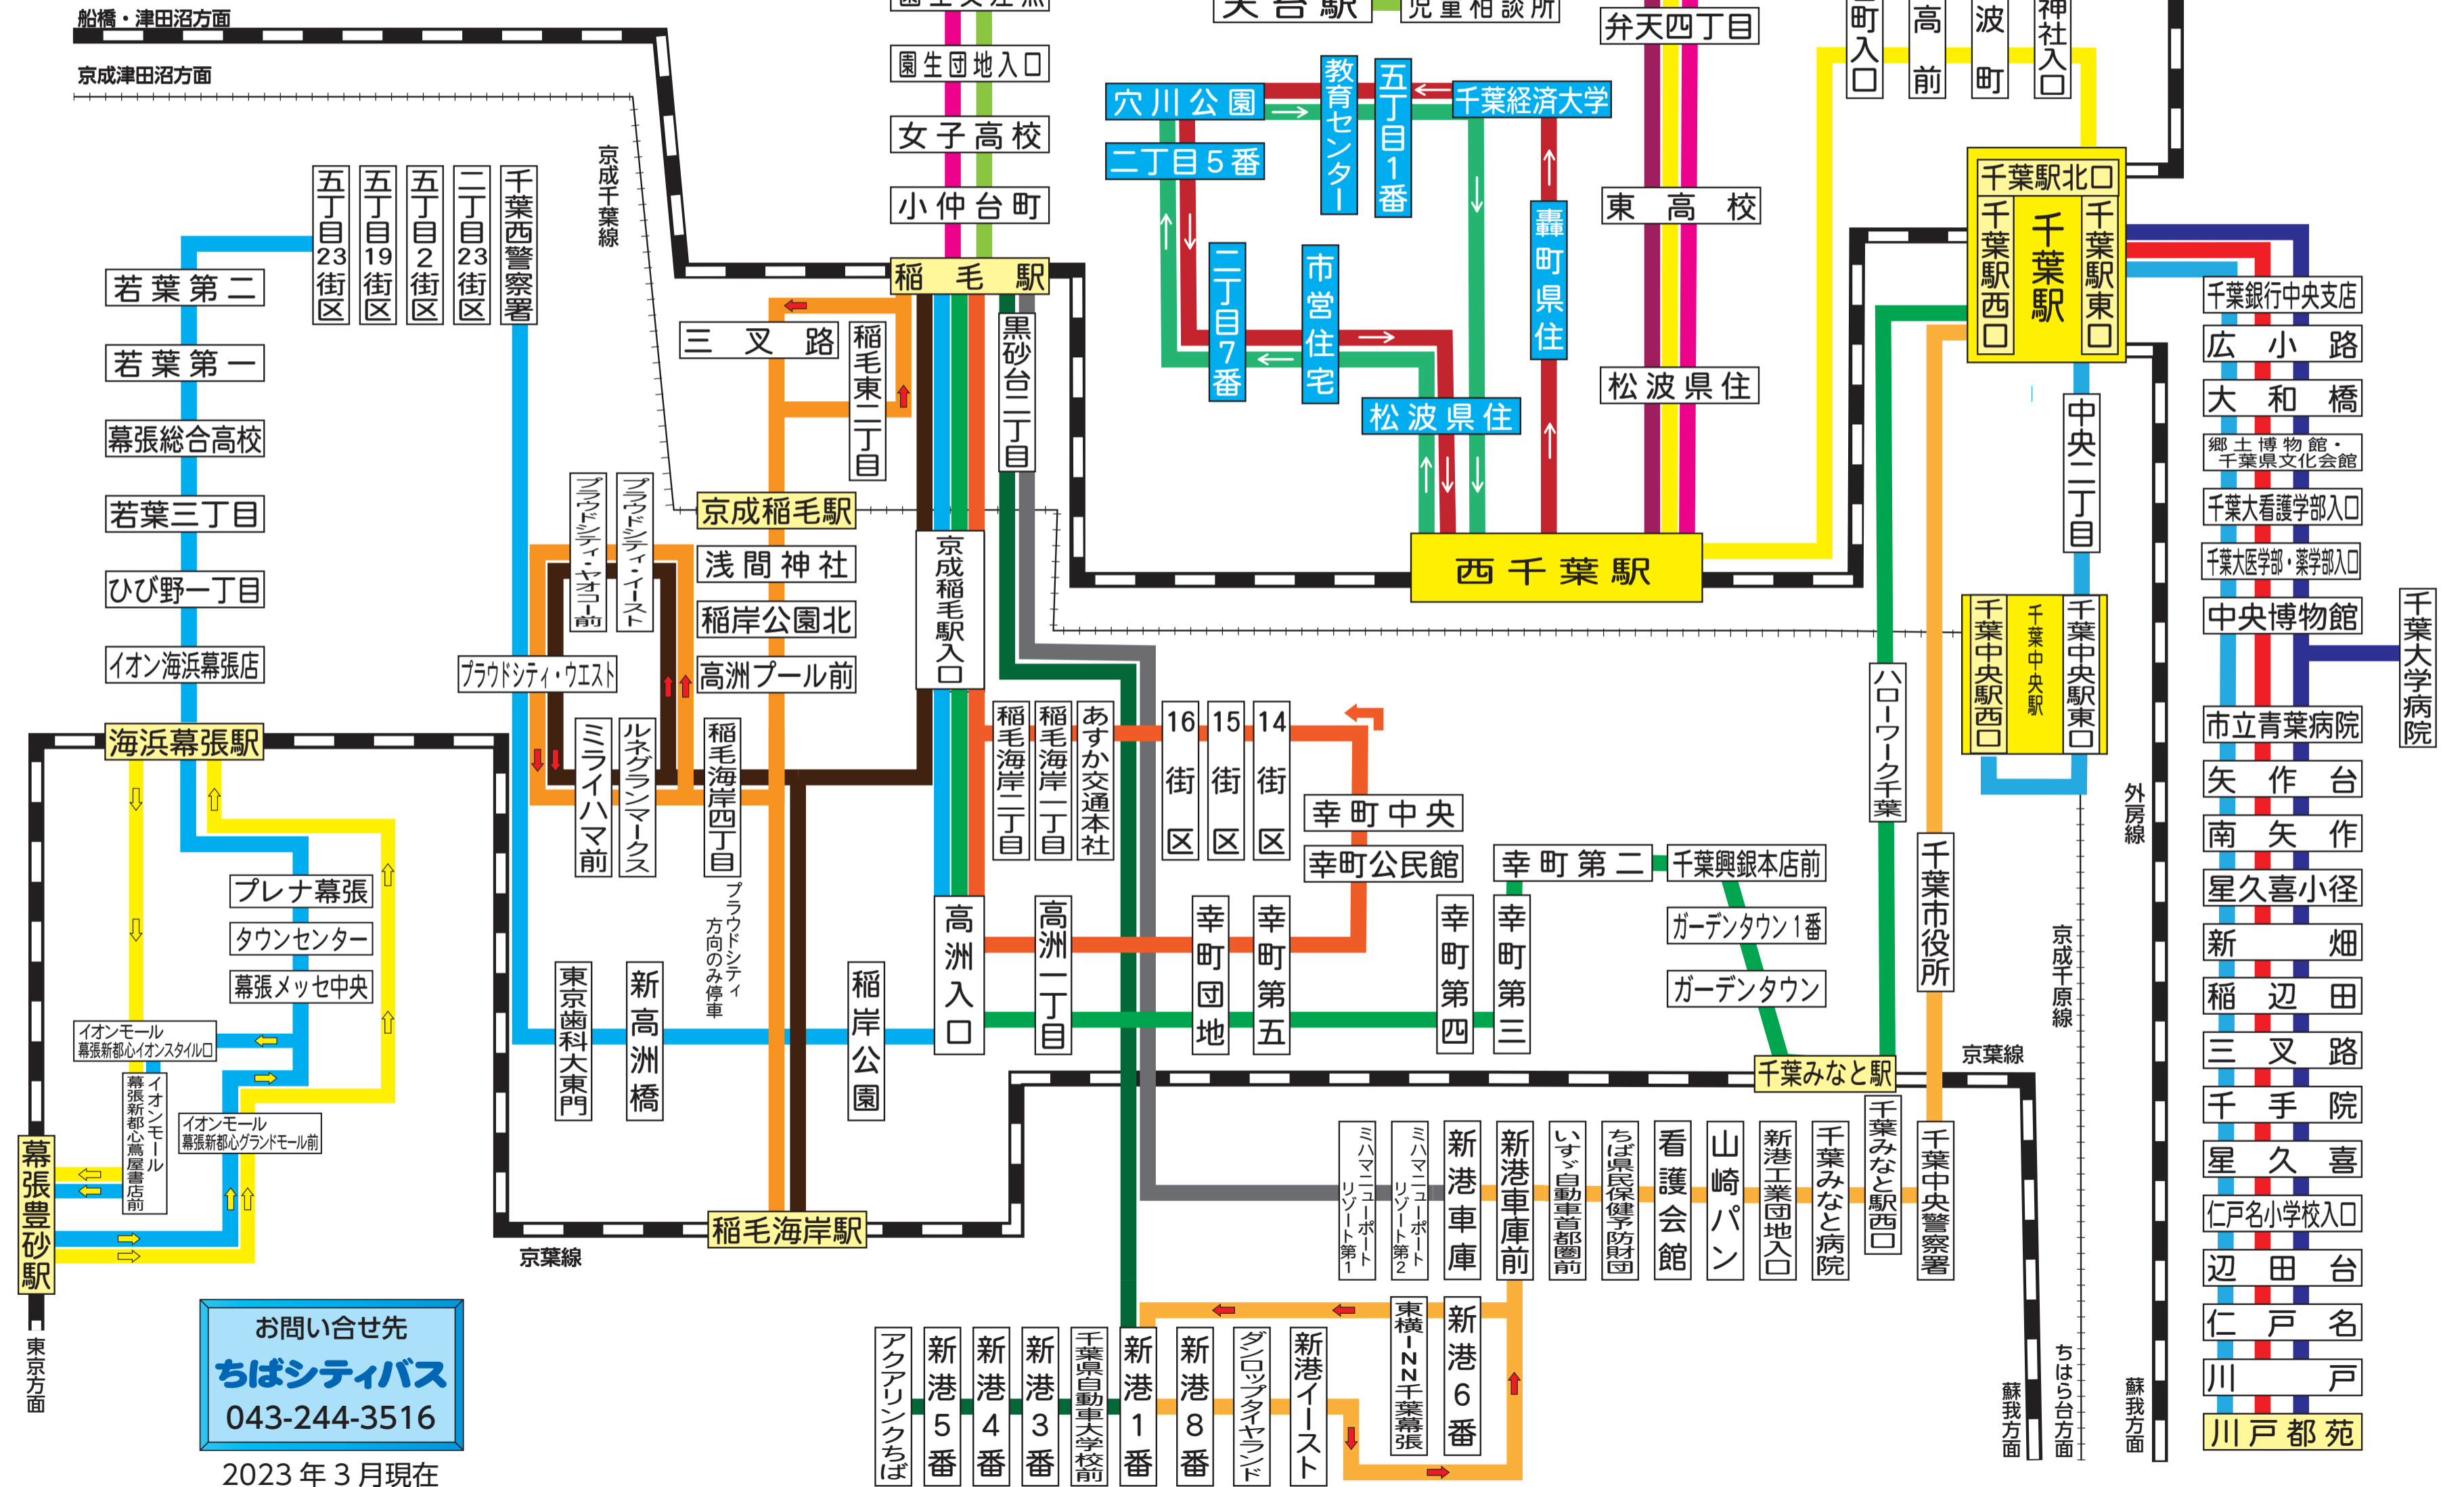 船橋・津田沼方面
京成津田沼方面
京成千葉線
園生団地入口
女子高校
小仲台町
稲毛駅
児童相談所
弁天四丁目
東高校
松波県住
町入口
高前
波町
神社入口
穴川公園
二丁目5番
教育センター
五丁目1番
千葉経済大学
轟町県住
二丁目7番
市営住宅
松波県住
西千葉駅
千葉駅北口
千葉駅西口
千葉駅
千葉駅東口
中央二丁目
千葉中央駅西口
千葉中央駅
千葉中央駅東口
千葉銀行中央支店
広小路
大和橋
郷土博物館・
千葉県文化会館
千葉大看護学部入口
千葉大医学部・薬学部入口
中央博物館
千葉大学病院
市立青葉病院
矢作台
南矢作
星久喜小径
新畑
稲辺田
三叉路
千手院
星久喜
仁戸名小学校入口
辺田台
仁戸名
川戸
川戸都苑
五丁目23街区
五丁目19街区
五丁目2街区
二丁目23街区
千葉西警察署
若葉第二
若葉第一
幕張総合高校
若葉三丁目
ひび野一丁目
イオン海浜幕張店
海浜幕張駅
プレナ幕張
タウンセンター
幕張メッセ中央
イオンモール
幕張新都心イオンスタイル口
イオンモール
幕張新都心蔦屋書店前
イオンモール
幕張新都心グランドモール前
幕張豊砂駅
東京方面
三叉路
稲毛東二丁目
黒砂台二丁目
京成稲毛駅
浅間神社
稲岸公園北
高洲プール前
プラウドシティ・ヤオコー前
プラウドシティ・イースト
プラウドシティ・ウエスト
ミライハマ前
ルネグランマークス
稲毛海岸四丁目
プラウドシティ
方向のみ停車
京成稲毛駅入口
稲毛海岸二丁目
稲毛海岸一丁目
あすか交通本社
16街区
15街区
14街区
幸町中央
幸町公民館
高洲入口
高洲一丁目
幸町団地
幸町第五
幸町第四
幸町第三
幸町第二
千葉興銀本店前
ガーデンタウン1番
ガーデンタウン
ハローワーク千葉
千葉市役所
千葉みなと駅
京葉線
外房線
京成千原線
東京歯科大東門
新高洲橋
稲岸公園
稲毛海岸駅
京葉線
ミハマニューポート
リゾート第1
ミハマニューポート
リゾート第2
新港車庫
新港車庫前
いすゞ自動車首都圏前
ちば県民保健予防財団
看護会館
山崎パン
新港工業団地入口
千葉みなと病院
千葉みなと駅西口
千葉中央警察署
アクアリンクちば
新港5番
新港4番
新港3番
千葉県自動車大学校前
新港1番
新港8番
ダンロップタイヤランド
新港イースト
東横INN千葉幕張
新港6番
蘇我方面
ちはら台方面
蘇我方面
お問い合せ先
ちばシティバス
043-244-3516
2023年3月現在